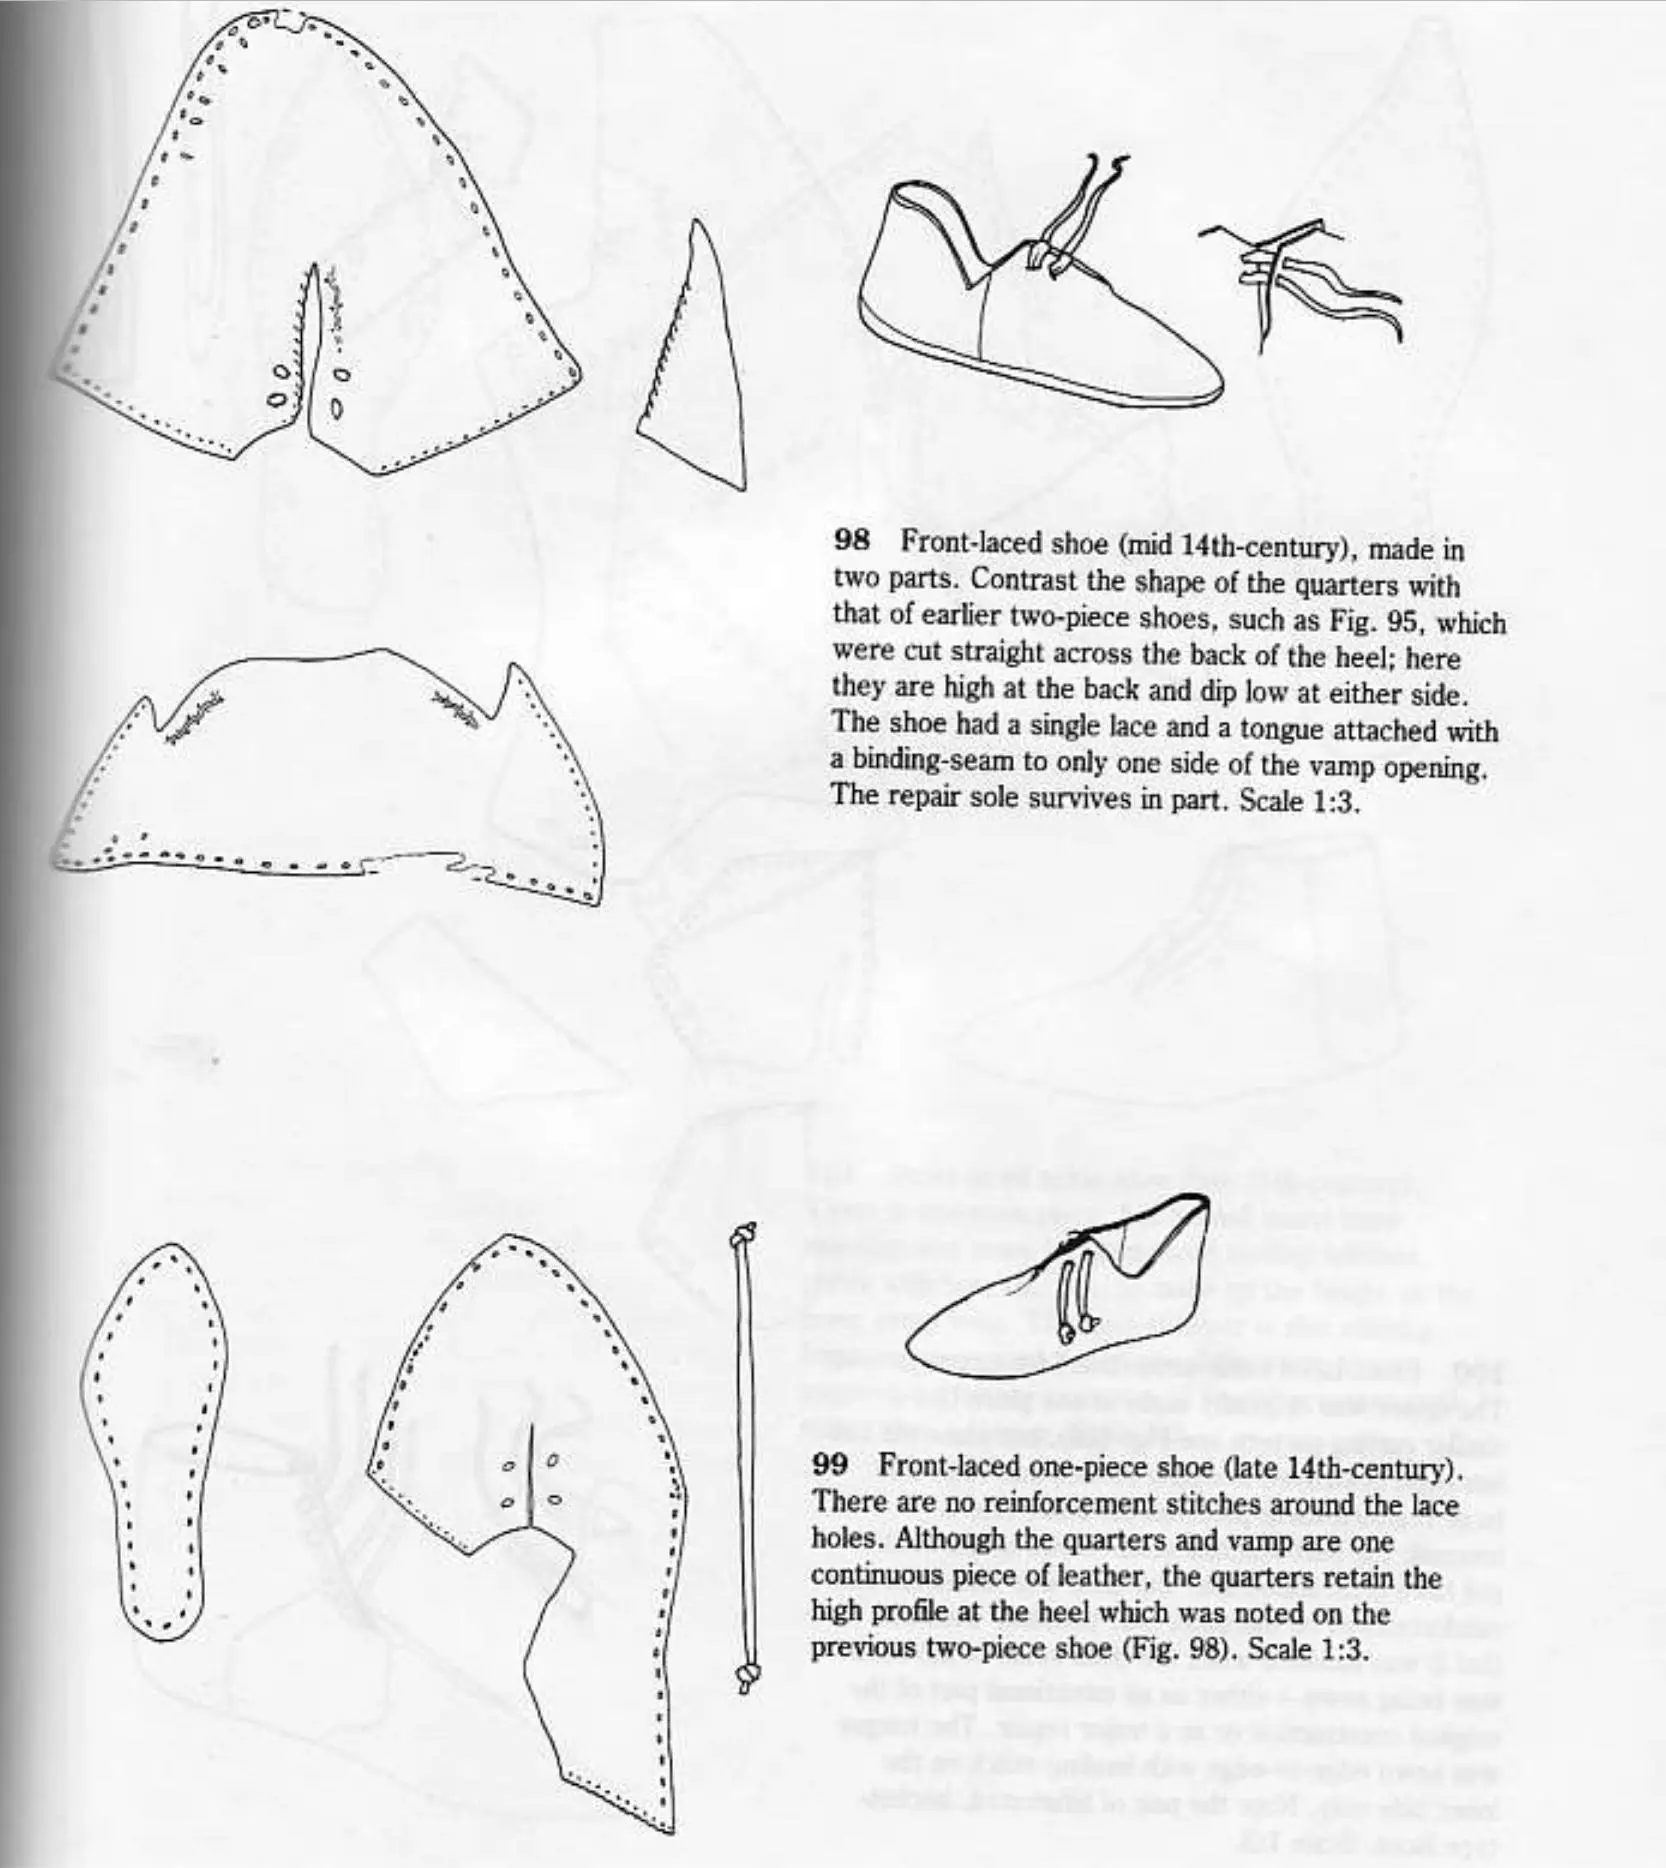 98 Front-laced shoe (mid 14th-century), made in
two parts. Contrast the shape of the quarters with
that of earlier two-piece shoes, such as Fig. 95, which
were cut straight across the back of the heel; here
they are high at the back and dip low at either side.
The shoe had a single lace and a tongue attached with
a binding-seam to only one side of the vamp opening.
The repair sole survives in part. Scale 1:3.
99 Front-laced one-piece shoe (late 14th-century).
There are no reinforcement stitches around the lace
holes. Although the quarters and vamp are one
continuous piece of leather, the quarters retain the
high profile at the heel which was noted on the
previous two-piece shoe (Fig. 98). Scale 1:3.